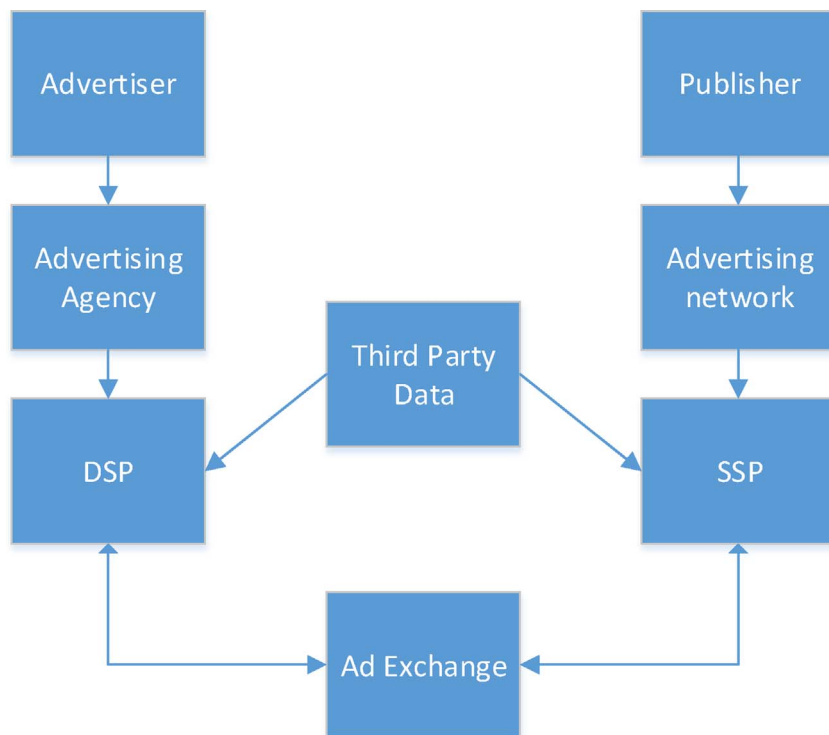 Advertiser
Publisher
Advertising
Agency
Advertising
network
Third Party
Data
DSP
SSP
Ad Exchange